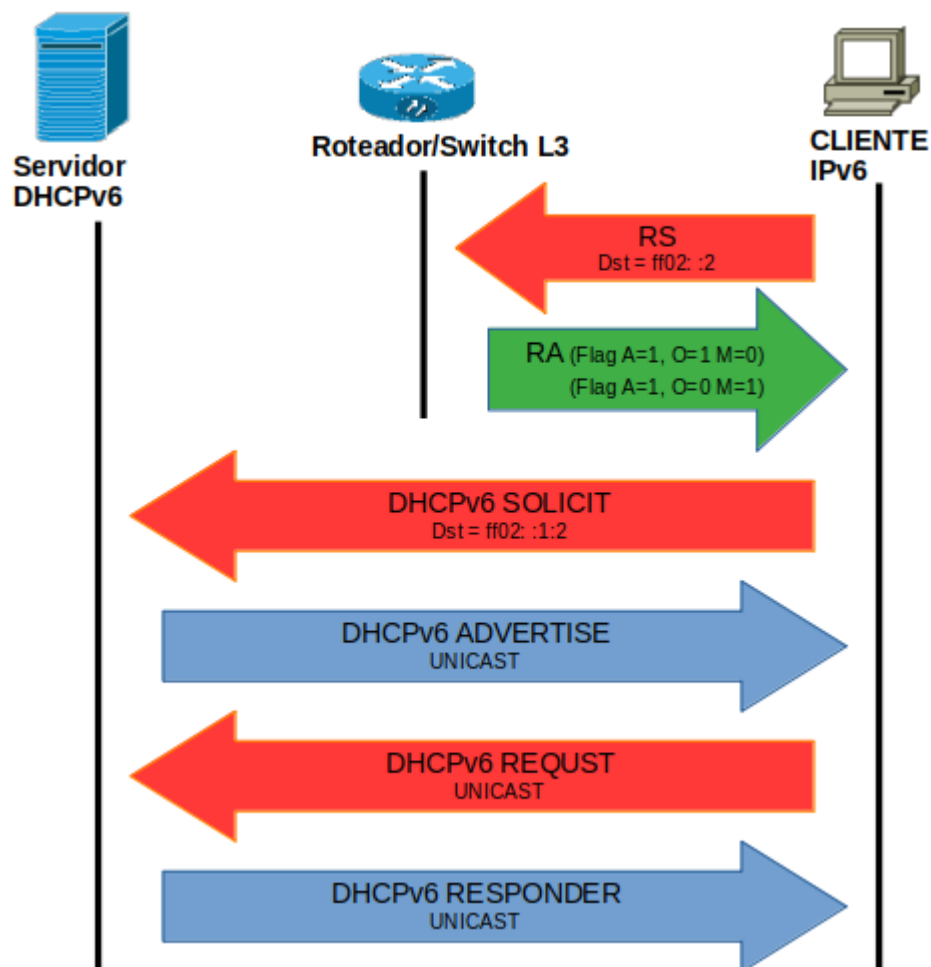 Servidor
DHCPv6
Roteador/Switch L3
CLIENTE
IPv6
RS
Dst = ff02: :2
RA (Flag A=1, O=1 M=0)
(Flag A=1, O=0 M=1)
DHCPv6 SOLICIT
Dst = ff02: :1:2
DHCPv6 ADVERTISE
UNICAST
DHCPv6 REQUST
UNICAST
DHCPv6 RESPONDER
UNICAST